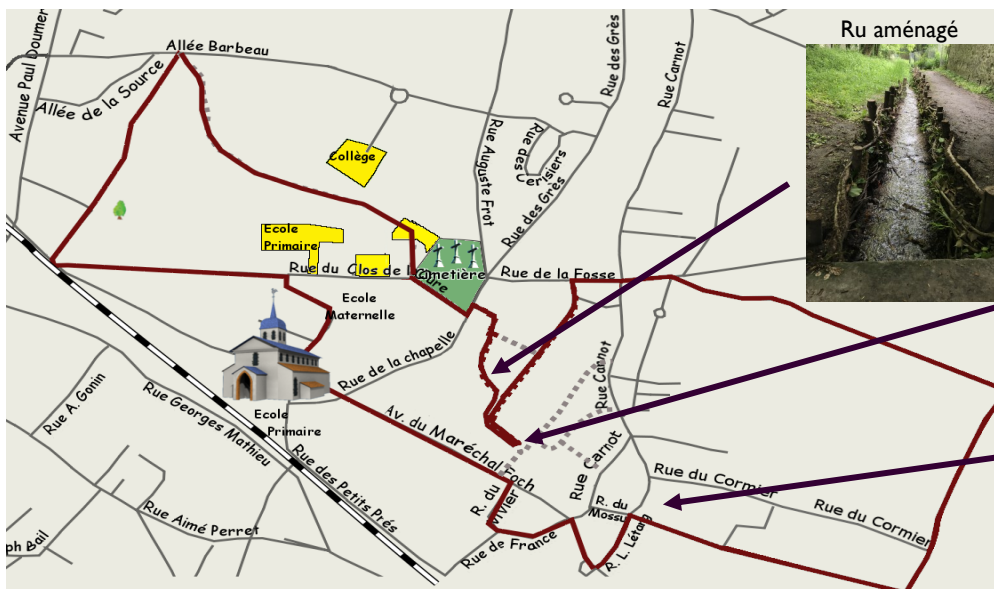 Ru aménagé
Allée Barbeau
Avenue Paul Doumer
Allée de la Source
Rue des Grès
Rue Carnot
Collège
Rue Auguste Frot
Rue des
Cerisiers
Rue des Grès
Ecole
Primaire
Rue du Clos de
Cimetière
Rue de la Fosse
Ecole
Maternelle
Rue de la chapelle
Rue Carnot
Rue A. Gonin
Rue Georges Mathieu
Ecole
Primaire
Av. du Maréchal Foch
Rue des Petits Prés
Rue Carnot
Rue du Cormier
R. du
Vivier
R. du
Mossu
Rue du Cormier
Rue Aimé Perret
Rue de France
R. L. Létang
ph Bail